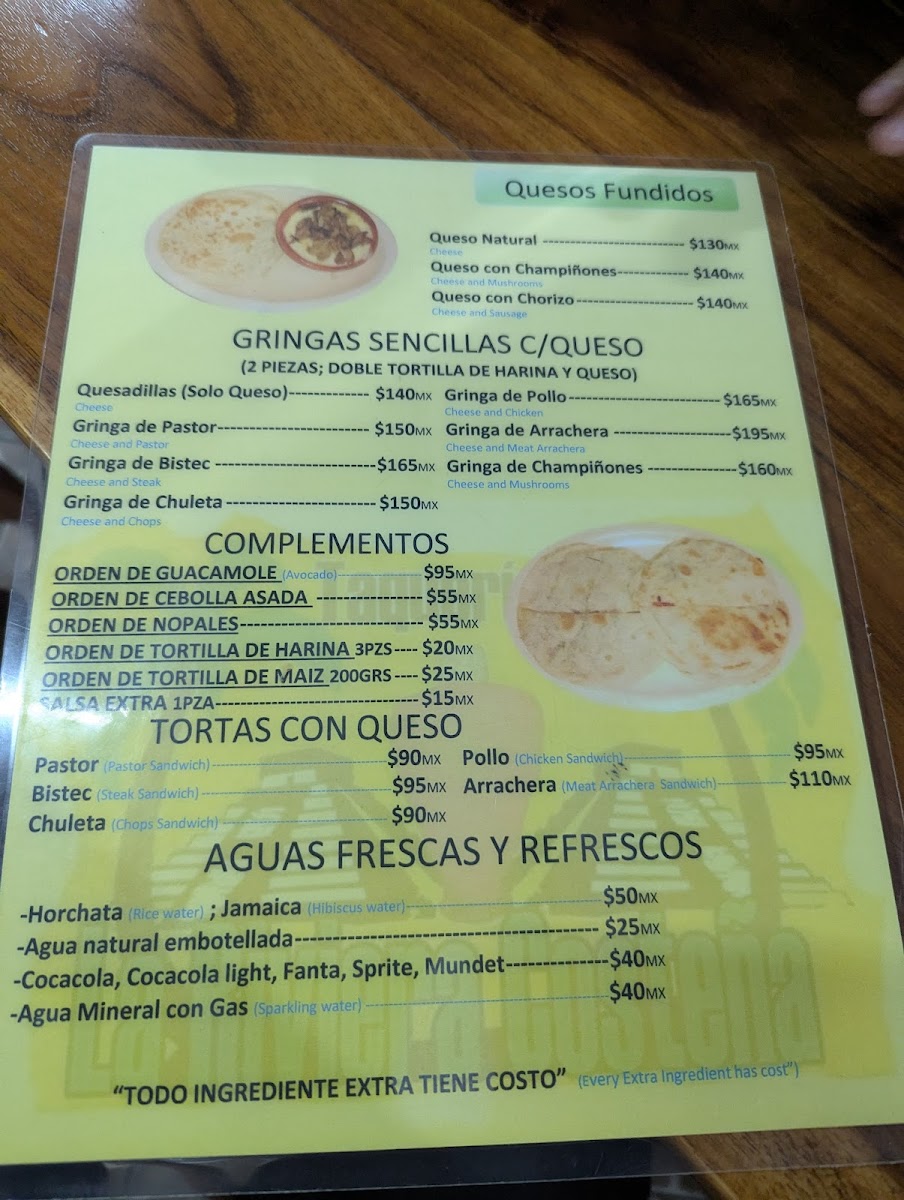 Quesos Fundidos
Queso Natural ------------------------- $130MX
Cheese
Queso con Champiñones------------- $140MX
Cheese and Mushrooms
Queso con Chorizo--------------------- $140MX
Cheese and Sausage
GRINGAS SENCILLAS C/QUESO
(2 PIEZAS; DOBLE TORTILLA DE HARINA Y QUESO)
Quesadillas (Solo Queso)-------------- $140MX
Cheese
Gringa de Pastor-------------------------- $150MX
Cheese and Pastor
Gringa de Bistec ---------------------------$165MX
Cheese and Steak
Gringa de Chuleta ------------------------- $150MX
Cheese and Chops
Gringa de Pollo--------------------------- $165MX
Cheese and Chicken
Gringa de Arrachera --------------------$195MX
Cheese and Meat Arrachera
Gringa de Champiñones ---------------$160MX
Cheese and Mushrooms
COMPLEMENTOS
ORDEN DE GUACAMOLE (Avocado)---------------$95MX
ORDEN DE CEBOLLA ASADA ---------------- $55MX
ORDEN DE NOPALES--------------------------- $55MX
ORDEN DE TORTILLA DE HARINA 3PZS---- $20MX
ORDEN DE TORTILLA DE MAIZ 200GRS ---- $25MX
SALSA EXTRA 1PZA------------------------------ $15MX
TORTAS CON QUESO
Pastor (Pastor Sandwich)-----------------------------$90MX
Bistec (Steak Sandwich)------------------------------$95MX
Chuleta (Chops Sandwich)--------------------------- $90MX
Pollo (Chicken Sandwich)----------------------------$95MX
Arrachera (Meat Arrachera Sandwich)---------------$110MX
AGUAS FRESCAS Y REFRESCOS
-Horchata (Rice water) ; Jamaica (Hibiscus water)------------------------------$50MX
-Agua natural embotellada--------------------------------------- $25MX
-Cocacola, Cocacola light, Fanta, Sprite, Mundet-------------$40MX
-Agua Mineral con Gas (Sparkling water) ------------------------------------$40MX
La Riviera Costeña
"TODO INGREDIENTE EXTRA TIENE COSTO" (Every Extra Ingredient has cost")